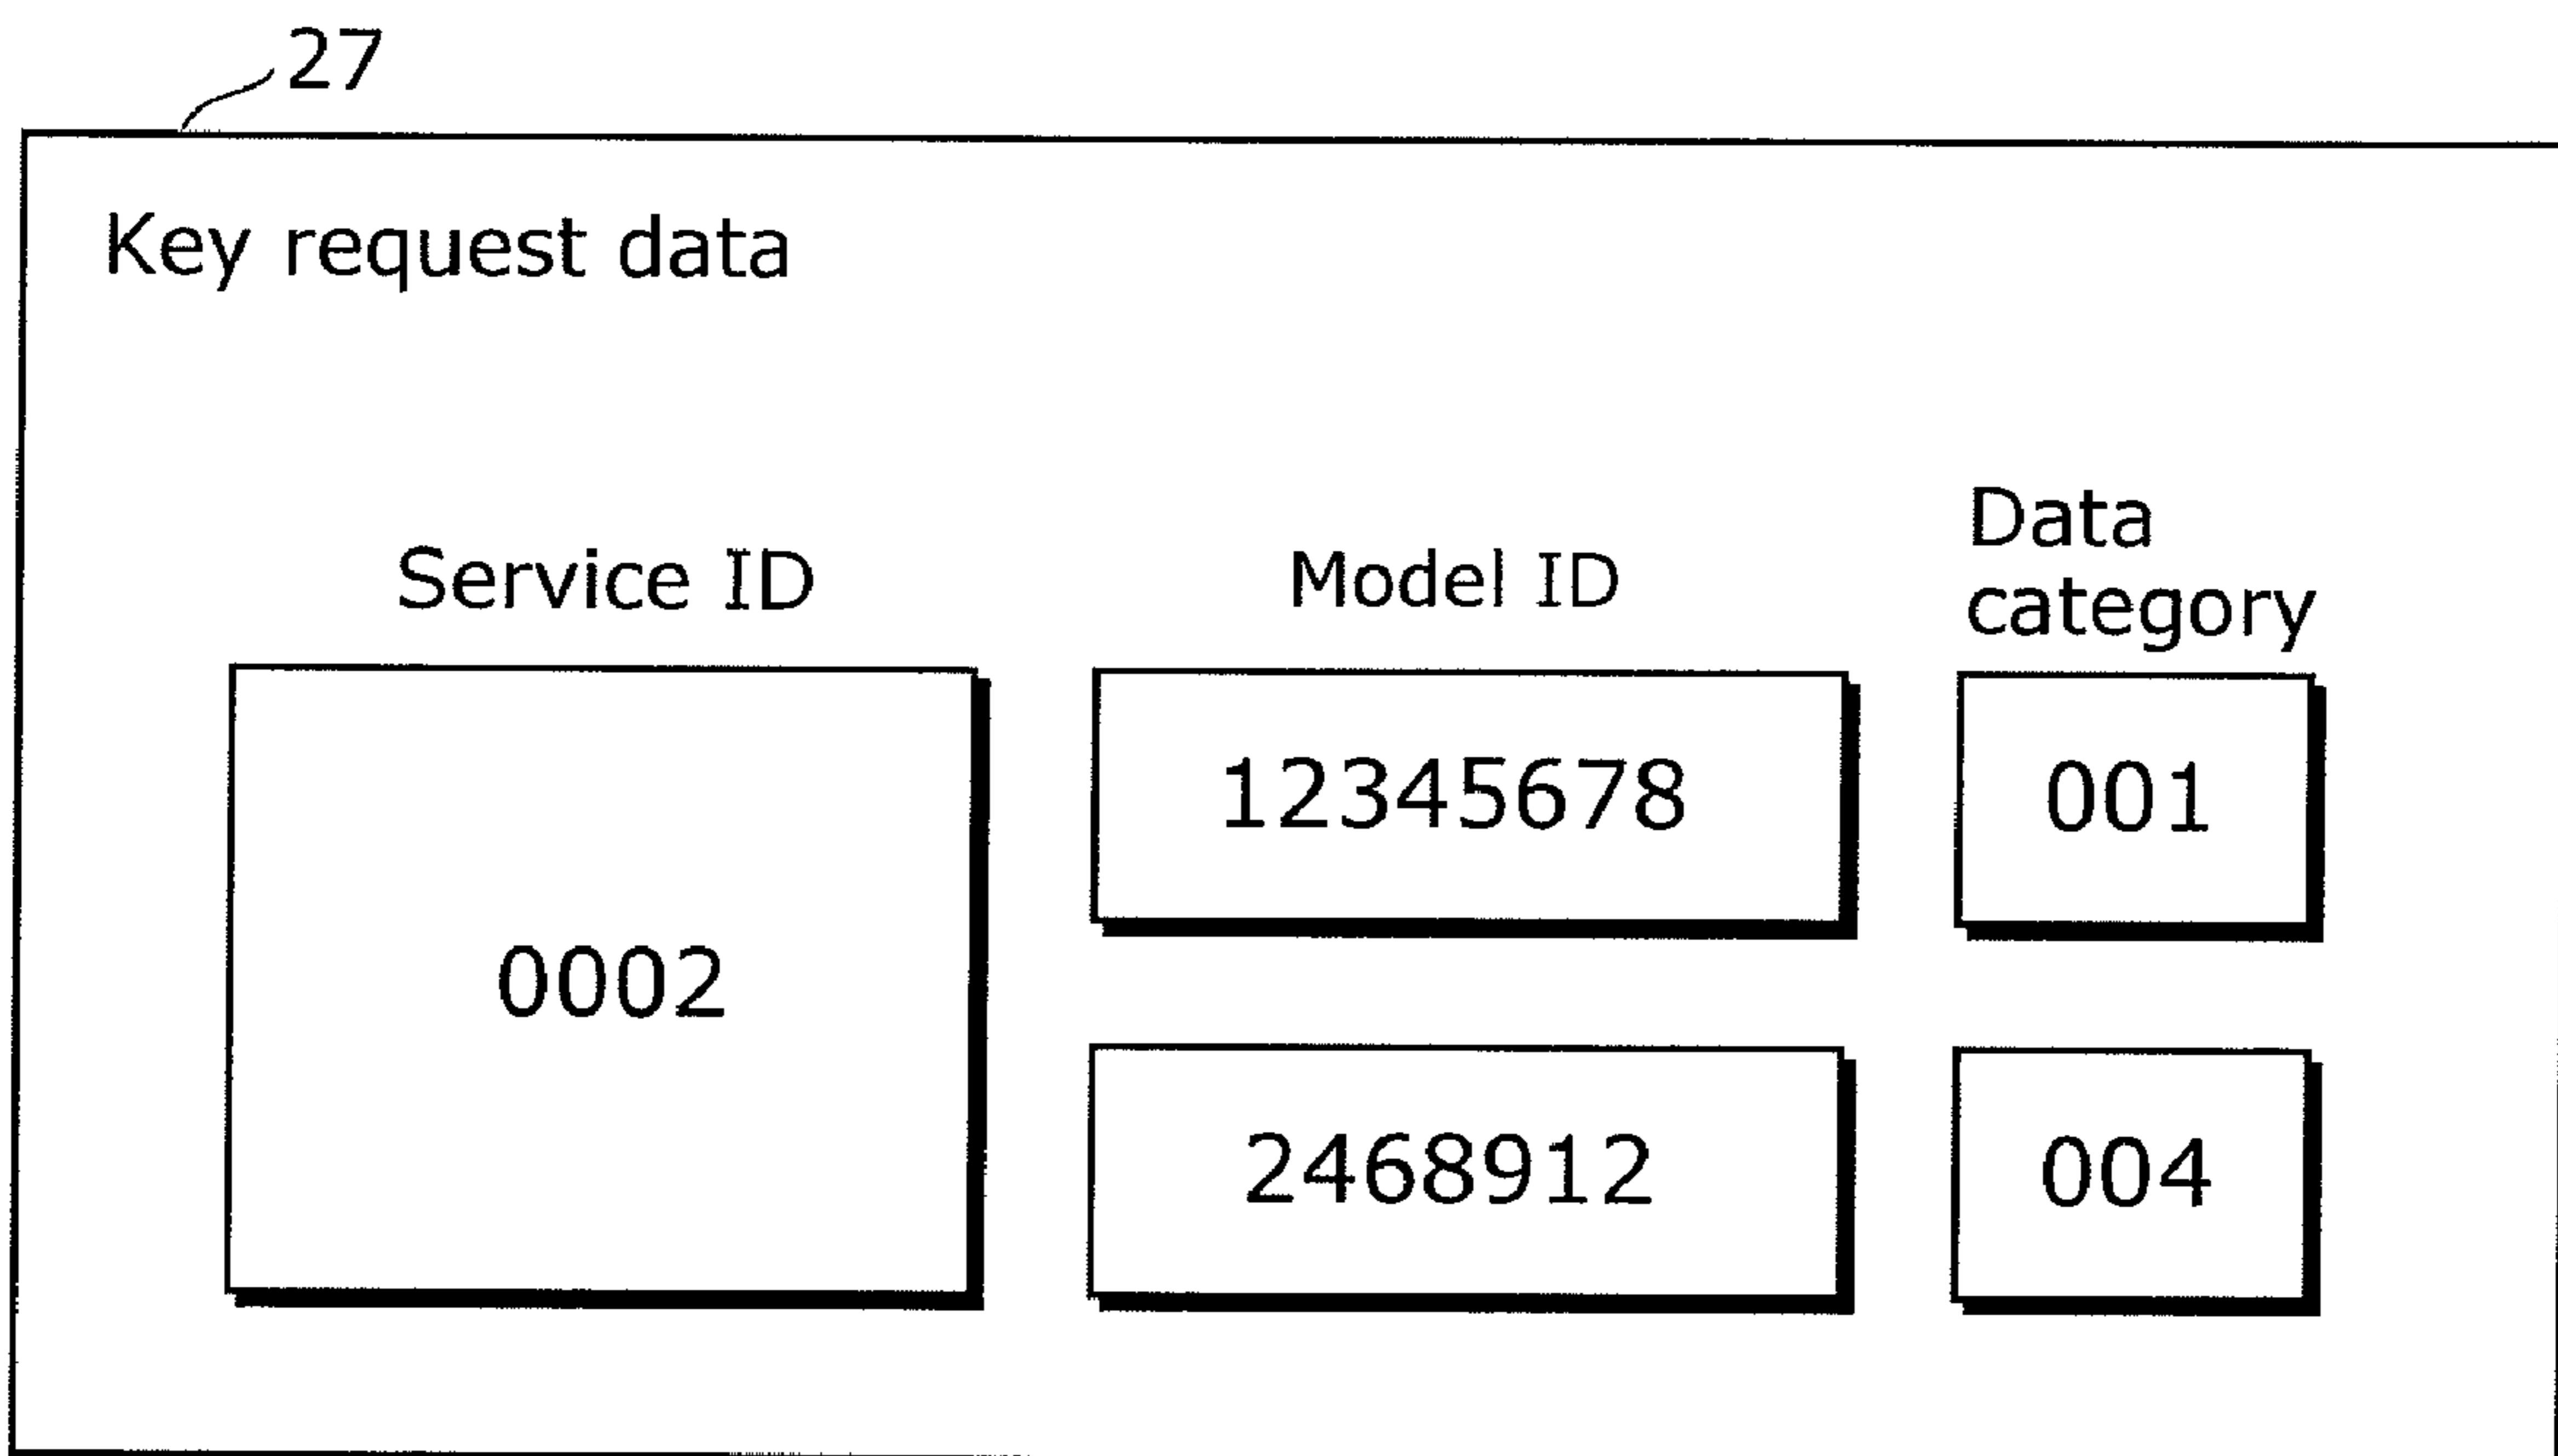 27
Key request data
Service ID
Model ID
Data
category
0002
12345678
001
2468912
004